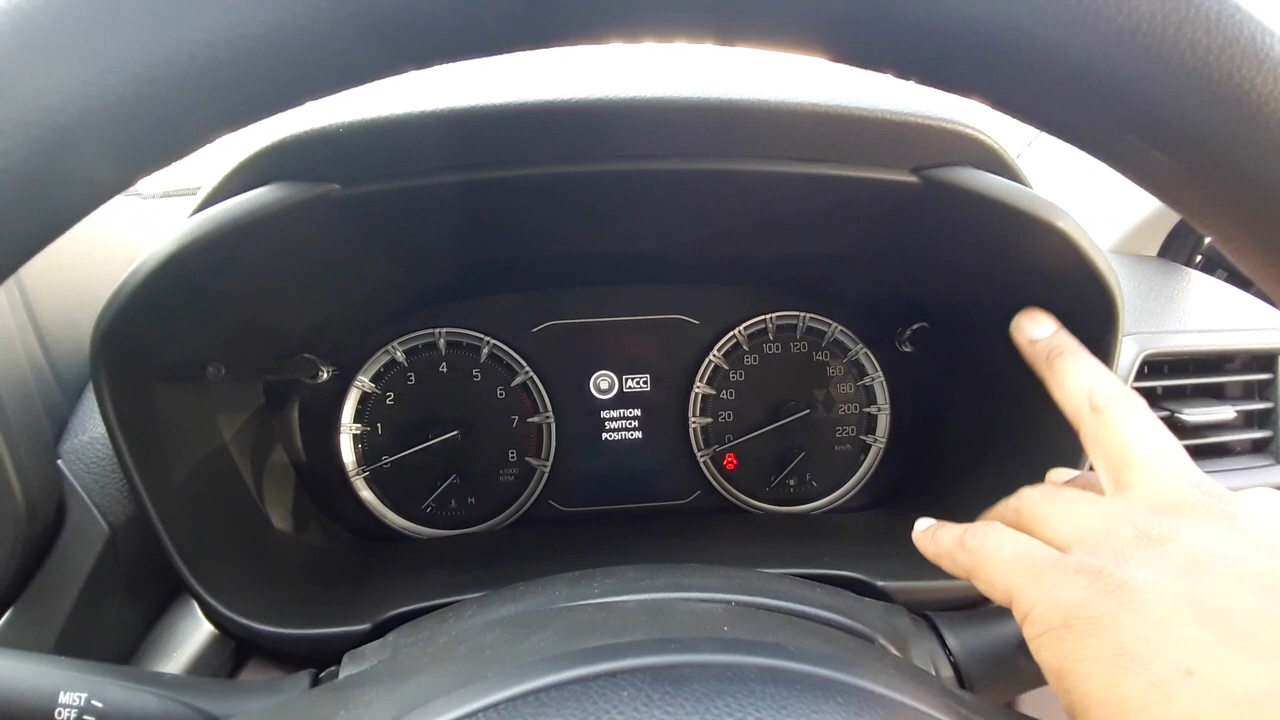 0
1
2
3
4
5
6
7
8
x1000
RPM
H
ACC
IGNITION
SWITCH
POSITION
0
20
40
60
80
100
120
140
160
180
200
220
km/h
F
MIST
OFF